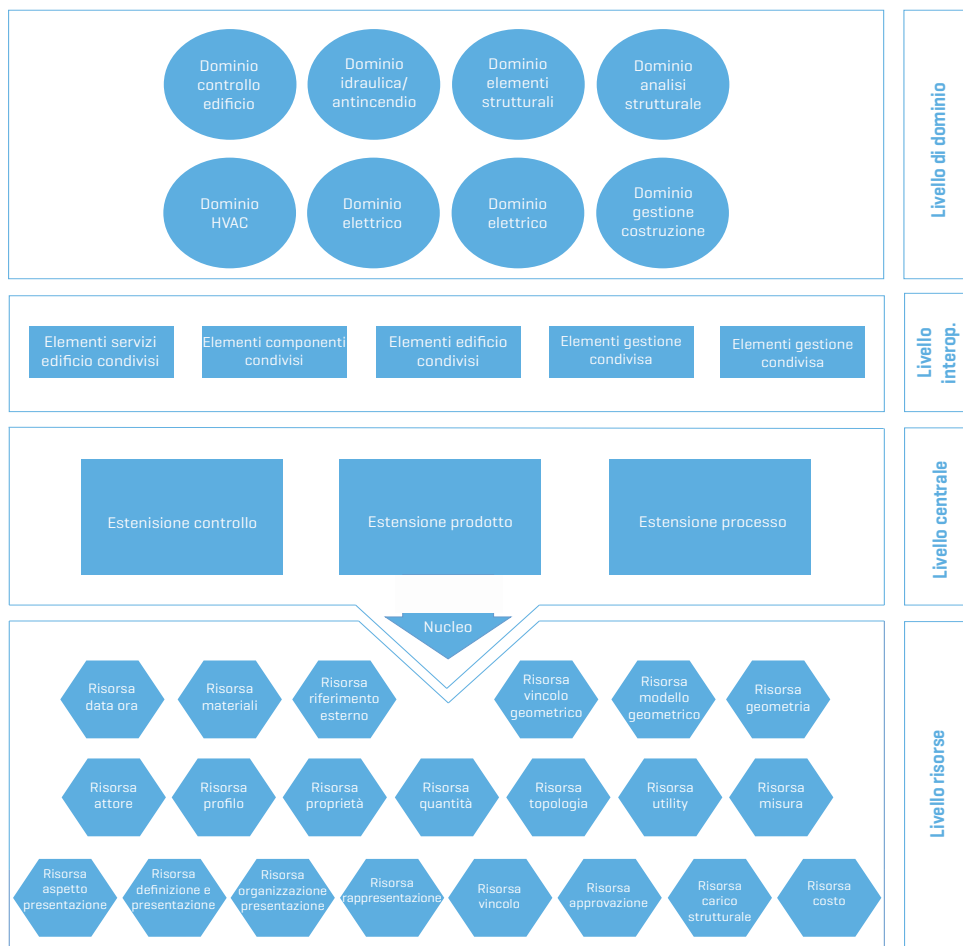 Dominio
controllo
edificio
Dominio
idraulica/
antincendio
Dominio
elementi
strutturali
Dominio
analisi
strutturale
Dominio
HVAC
Dominio
elettrico
Dominio
elettrico
Dominio
gestione
costruzione
Livello di dominio
Elementi servizi
edificio condivisi
Elementi componenti
condivisi
Elementi edificio
condivisi
Elementi gestione
condivisa
Elementi gestione
condivisa
Livello
interop.
Estenisione controllo
Estensione prodotto
Estensione processo
Livello centrale
Nucleo
Risorsa
data ora
Risorsa
materiali
Risorsa
riferimento
esterno
Risorsa
vincolo
geometrico
Risorsa
modello
geometrico
Risorsa
geometria
Risorsa
attore
Risorsa
profilo
Risorsa
proprietà
Risorsa
quantità
Risorsa
topologia
Risorsa
utility
Risorsa
misura
Risorsa
aspetto
presentazione
Risorsa
definizione e
presentazione
Risorsa
organizzazione
presentazione
Risorsa
rappresentazione
Risorsa
vincolo
Risorsa
approvazione
Risorsa
carico
strutturale
Risorsa
costo
Livello risorse